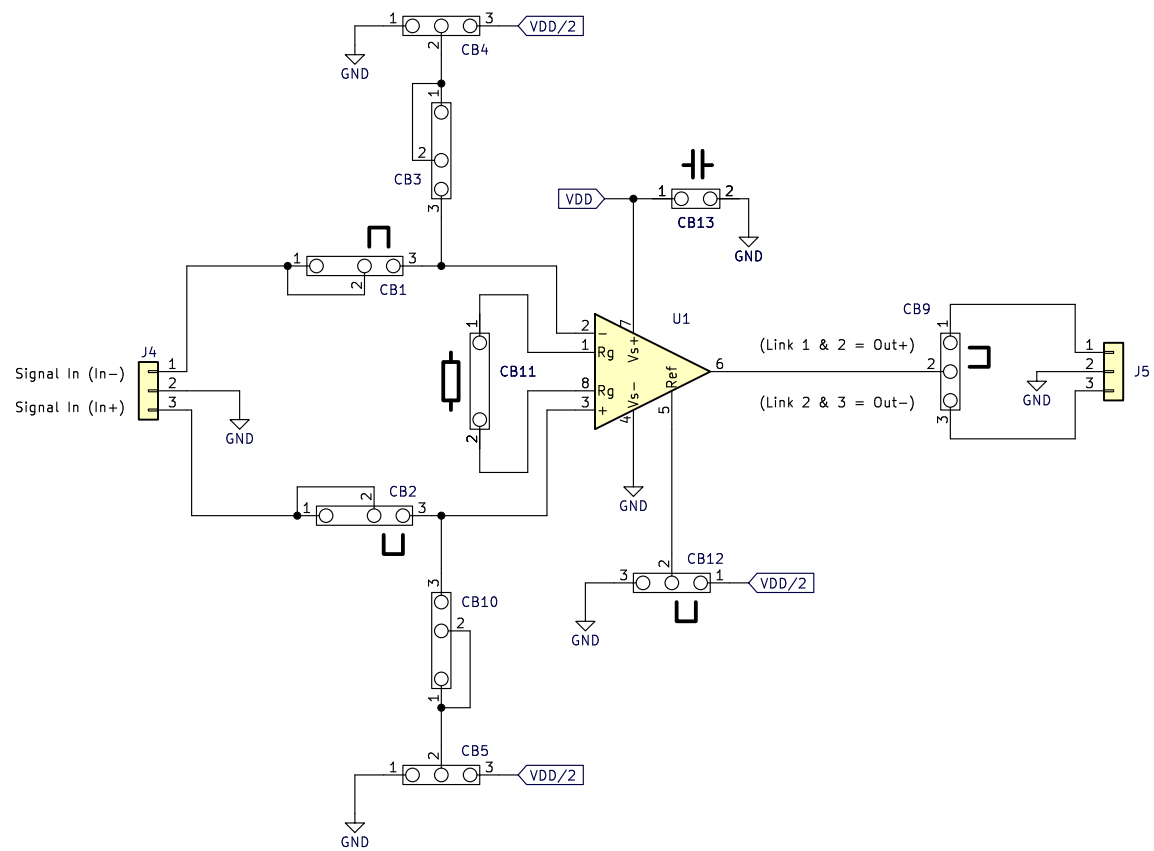 1 3 VDD/2
2 CB4
GND
1
2
CB3
3
VDD 1 2
CB13
GND
1 3
2 CB1
7 U1
2 −
1 Rg Vs+
8 Rg Vs− Ref 6
3 +
4 5
GND
1
CB11
2
J4
Signal In (In−) 1
2
Signal In (In+) 3
GND
CB9
1
(Link 1 & 2 = Out+)
2
(Link 2 & 3 = Out−)
3
1
2 J5
3
GND
2 CB2
1 3
CB12
3 2 1 VDD/2
GND
3 CB10
2
1
CB5
2
1 3 VDD/2
GND